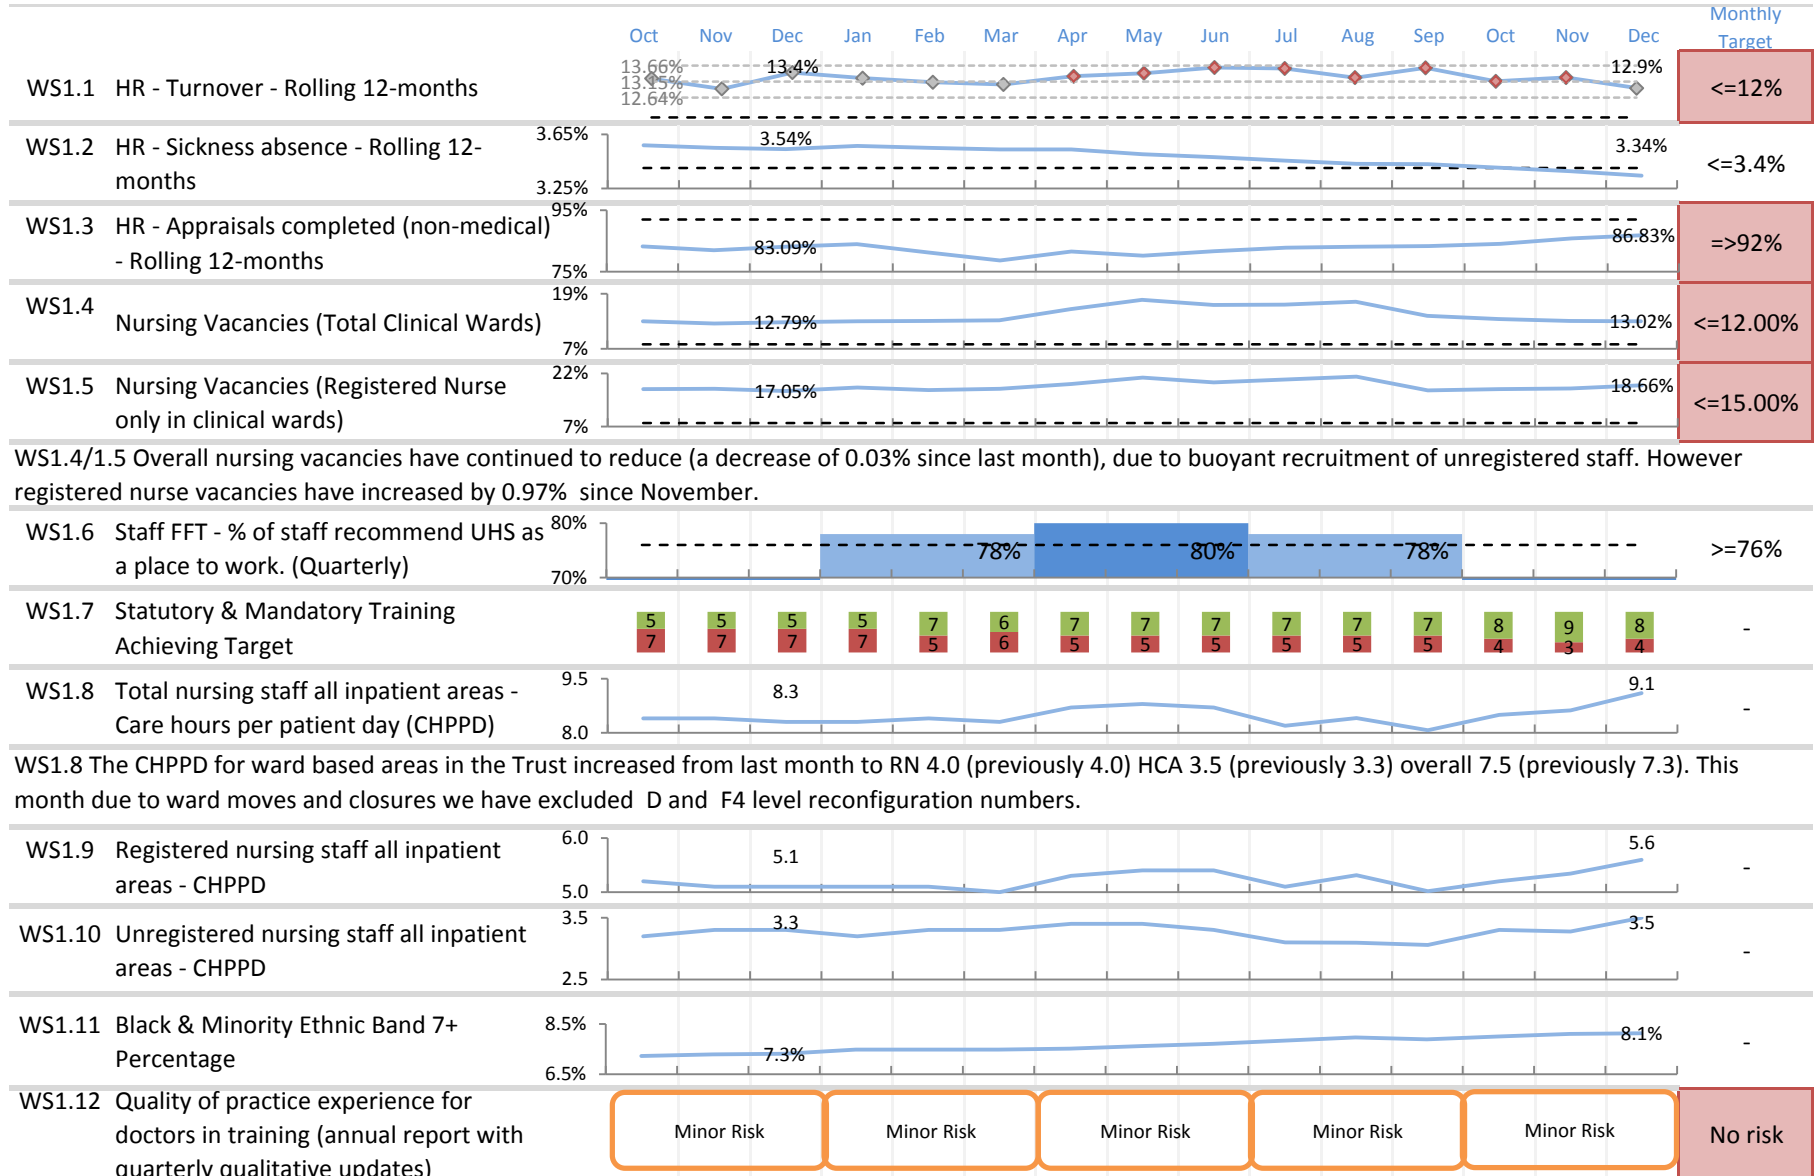 Monthly
Oct Nov Dec Jan Feb Mar Apr May Jun Jul Aug Sep Oct Nov Dec Target
WS1.1 HR - Turnover - Rolling 12-months 13.66% 13.15% 12.64% 13.4% 12.9% <=12%
WS1.2 HR - Sickness absence - Rolling 12- 3.65% 3.54% 3.34% <=3.4%
months 3.25%
WS1.3 HR - Appraisals completed (non-medical) 95% 83.09% 86.83% =>92%
- Rolling 12-months 75%
WS1.4 19%
Nursing Vacancies (Total Clinical Wards) 12.79% 13.02% <=12.00%
7%
WS1.5 Nursing Vacancies (Registered Nurse 22% 17.05% 18.66% <=15.00%
only in clinical wards) 7%
WS1.4/1.5 Overall nursing vacancies have continued to reduce (a decrease of 0.03% since last month), due to buoyant recruitment of unregistered staff. However
registered nurse vacancies have increased by 0.97% since November.
WS1.6 Staff FFT - % of staff recommend UHS as 80% 78% 80% 78% >=76%
a place to work. (Quarterly) 70%
WS1.7 Statutory & Mandatory Training 5 5 5 5 7 6 7 7 7 7 7 7 8 9 8 -
Achieving Target 7 7 7 7 5 6 5 5 5 5 5 5 4 3 4
WS1.8 Total nursing staff all inpatient areas - 9.5 8.3 9.1 -
Care hours per patient day (CHPPD) 8.0
WS1.8 The CHPPD for ward based areas in the Trust increased from last month to RN 4.0 (previously 4.0) HCA 3.5 (previously 3.3) overall 7.5 (previously 7.3). This
month due to ward moves and closures we have excluded D and F4 level reconfiguration numbers.
WS1.9 Registered nursing staff all inpatient 6.0 5.1 5.6 -
areas - CHPPD 5.0
WS1.10 Unregistered nursing staff all inpatient 3.5 3.3 3.5 -
areas - CHPPD 2.5
WS1.11 Black & Minority Ethnic Band 7+ 8.5% 7.3% 8.1% -
Percentage 6.5%
WS1.12 Quality of practice experience for
doctors in training (annual report with Minor Risk Minor Risk Minor Risk Minor Risk Minor Risk No risk
quarterly qualitative updates)